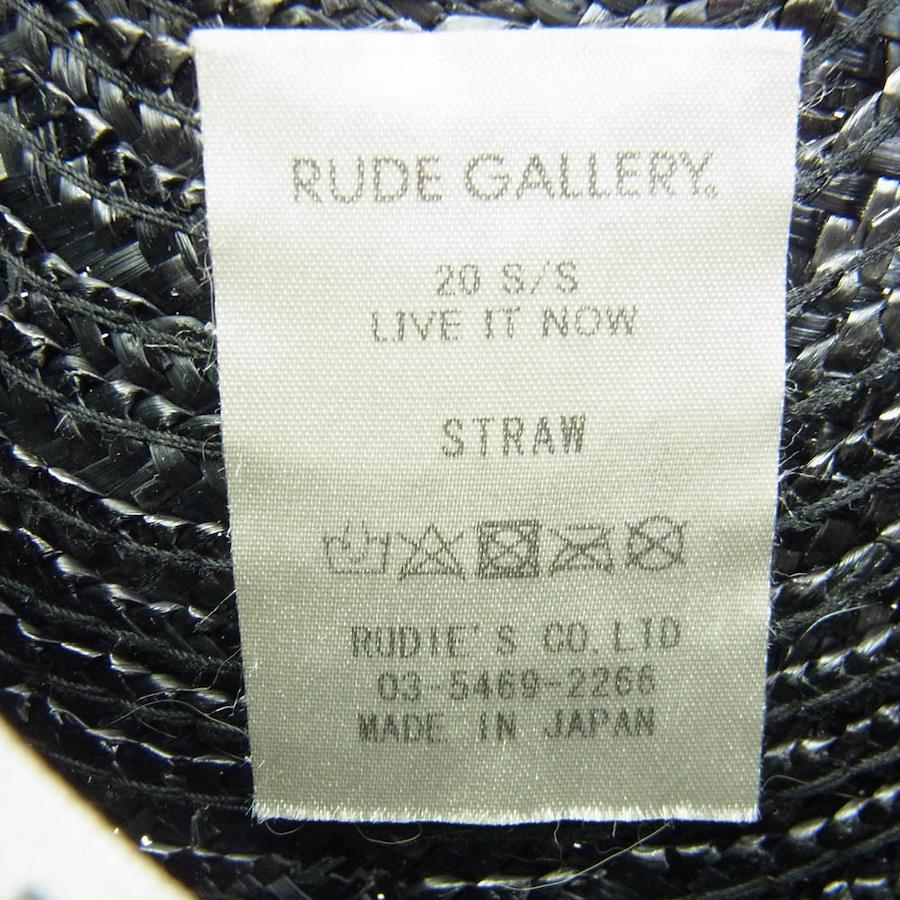 RUDE GALLERY.
20 S/S
LIVE IT NOW
STRAW
RUDIE'S CO.LTD
03-5469-2266
MADE IN JAPAN